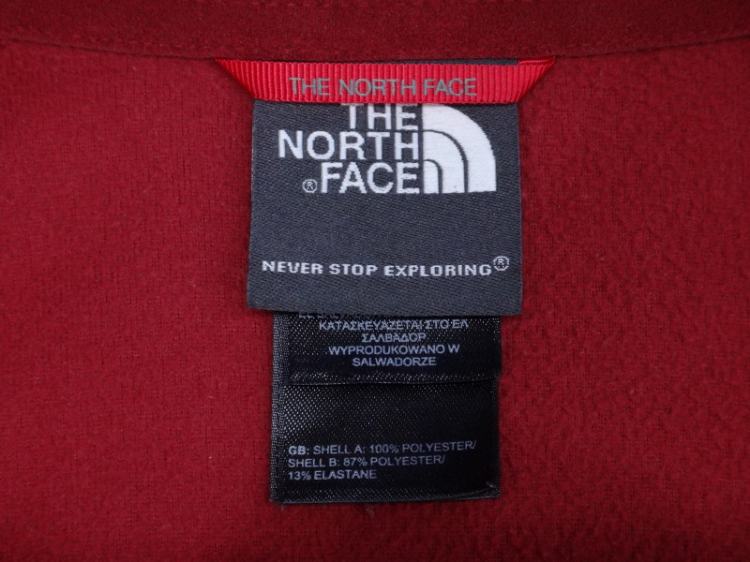 THE NORTH FACE
THE
NORTH
FACE®
NEVER STOP EXPLORING®
ΚΑΤΑΣΚΕΥΑΖΕΤΑΙ ΣΤΟ ΕΛ
ΣΑΛΒΑΔΟΡ
WYPRODUKOWANO W
SALWADORZE
GB: SHELL A: 100% POLYESTER/
SHELL B: 87% POLYESTER/
13% ELASTANE